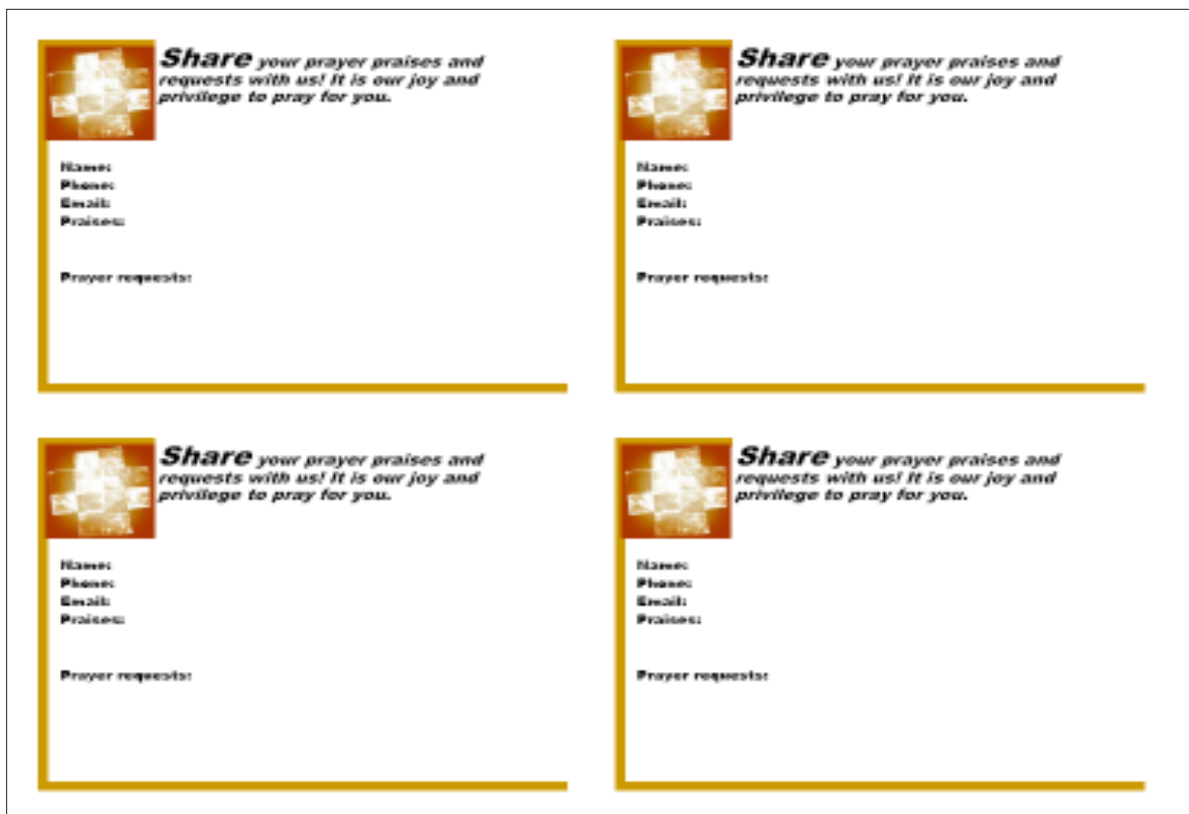 Share your prayer praises and
requests with us! It is our joy and
privilege to pray for you.
Name:
Phone:
Email:
Praises:
Prayer requests:
Share your prayer praises and
requests with us! It is our joy and
privilege to pray for you.
Name:
Phone:
Email:
Praises:
Prayer requests:
Share your prayer praises and
requests with us! It is our joy and
privilege to pray for you.
Name:
Phone:
Email:
Praises:
Prayer requests:
Share your prayer praises and
requests with us! It is our joy and
privilege to pray for you.
Name:
Phone:
Email:
Praises:
Prayer requests: